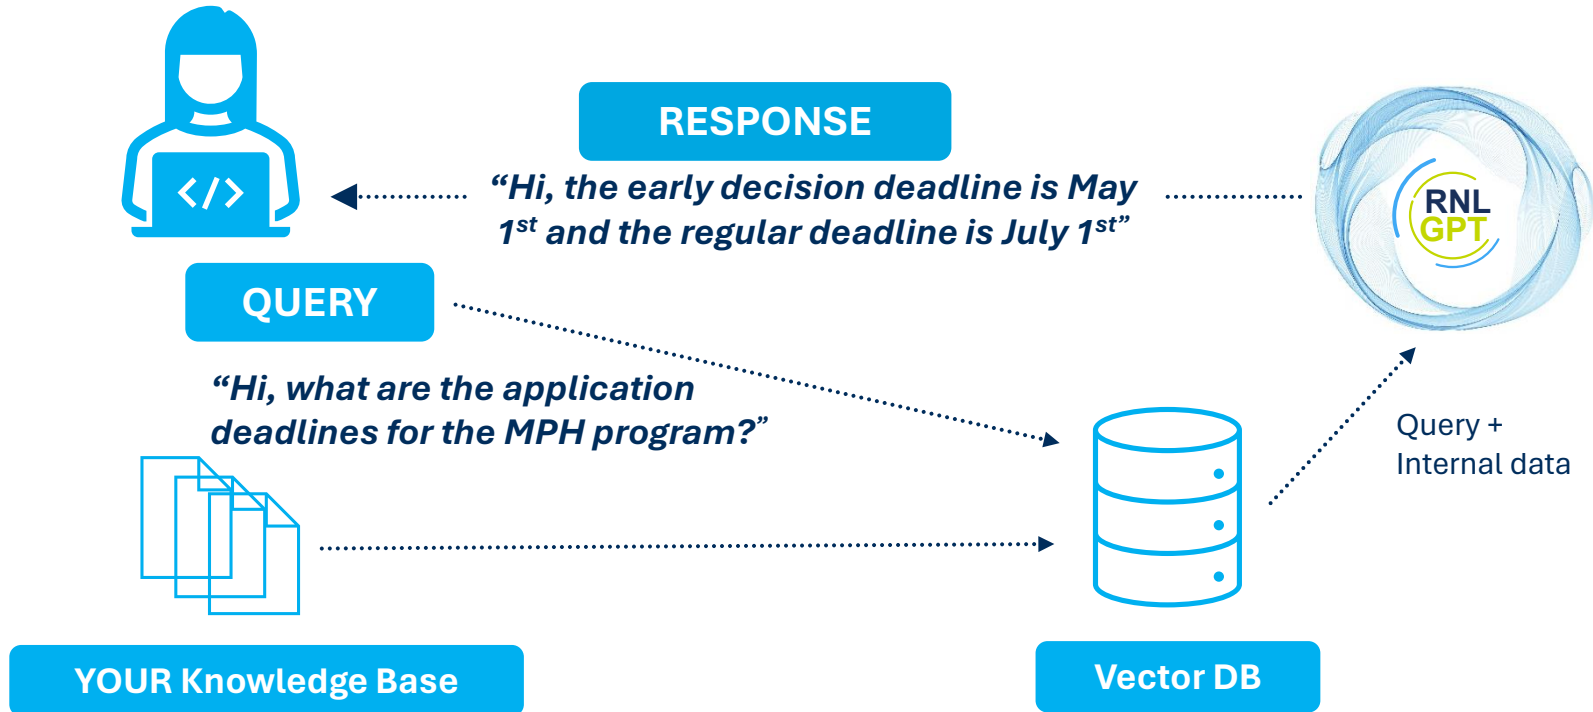 </>
RESPONSE
“Hi, the early decision deadline is May
1st and the regular deadline is July 1st”
RNL
GPT
QUERY
“Hi, what are the application
deadlines for the MPH program?”
Query +
Internal data
YOUR Knowledge Base
Vector DB